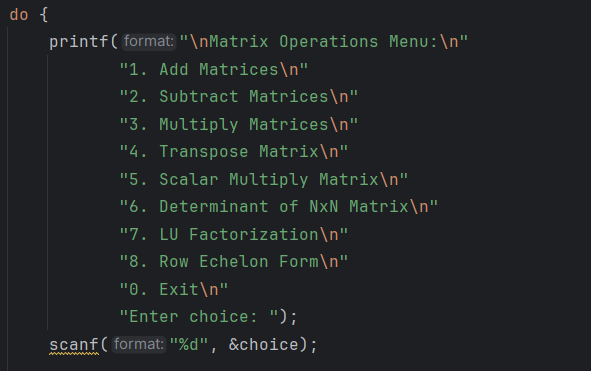 do {
printf( format: "\nMatrix Operations Menu:\n"
"1. Add Matrices\n"
"2. Subtract Matrices\n"
"3. Multiply Matrices\n"
"4. Transpose Matrix\n"
"5. Scalar Multiply Matrix\n"
"6. Determinant of NxN Matrix\n"
"7. LU Factorization\n"
"8. Row Echelon Form\n"
"0. Exit\n"
"Enter choice: ");
scanf( format: "%d", &choice);